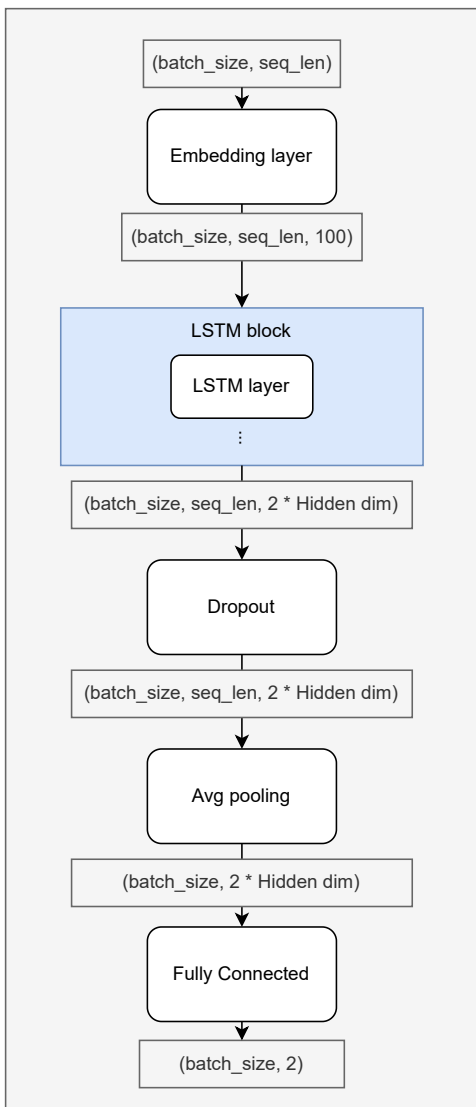 (batch_size, seq_len)
Embedding layer
(batch_size, seq_len, 100)
LSTM block
LSTM layer
...
(batch_size, seq_len, 2 * Hidden dim)
Dropout
(batch_size, seq_len, 2 * Hidden dim)
Avg pooling
(batch_size, 2 * Hidden dim)
Fully Connected
(batch_size, 2)